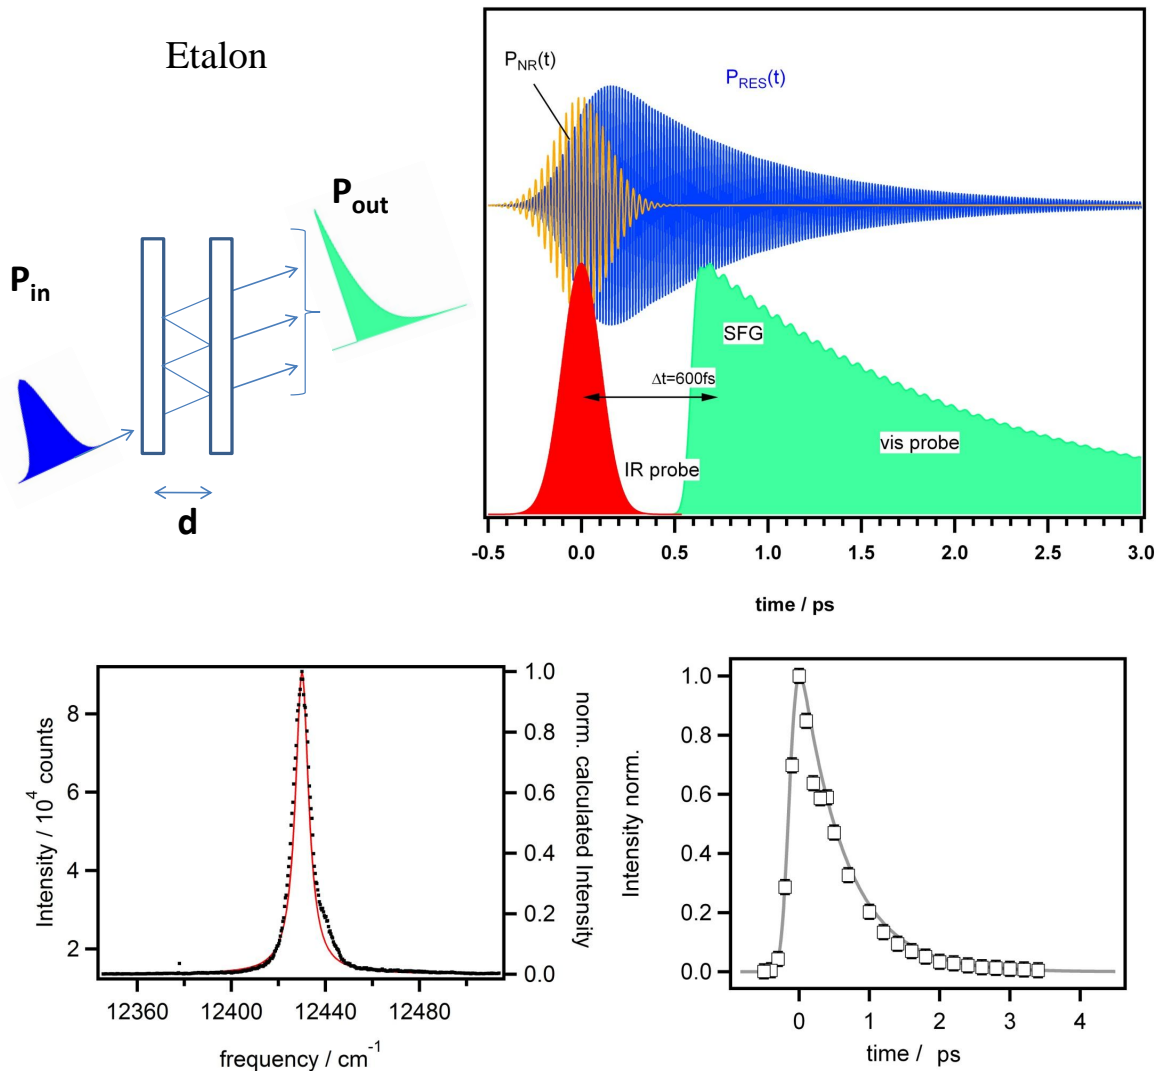 Etalon
P_in
P_out
d
P_NR(t)
P_RES(t)
SFG
Δt=600fs
IR probe
vis probe
-0.5 0.0 0.5 1.0 1.5 2.0 2.5 3.0
time / ps
Intensity / 10^4 counts
8
6
4
2
1.0
0.8
0.6
0.4
0.2
0.0
norm. calculated Intensity
12360 12400 12440 12480
frequency / cm^-1
Intensity norm.
1.0
0.8
0.6
0.4
0.2
0.0
0 1 2 3 4
time / ps